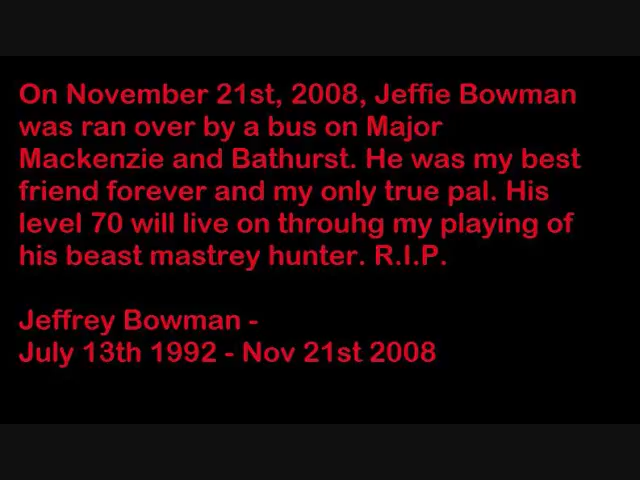 On November 21st, 2008, Jeffie Bowman
was ran over by a bus on Major
Mackenzie and Bathurst. He was my best
friend forever and my only true pal. His
level 70 will live on throuhg my playing of
his beast mastrey hunter. R.I.P.
Jeffrey Bowman -
July 13th 1992 - Nov 21st 2008